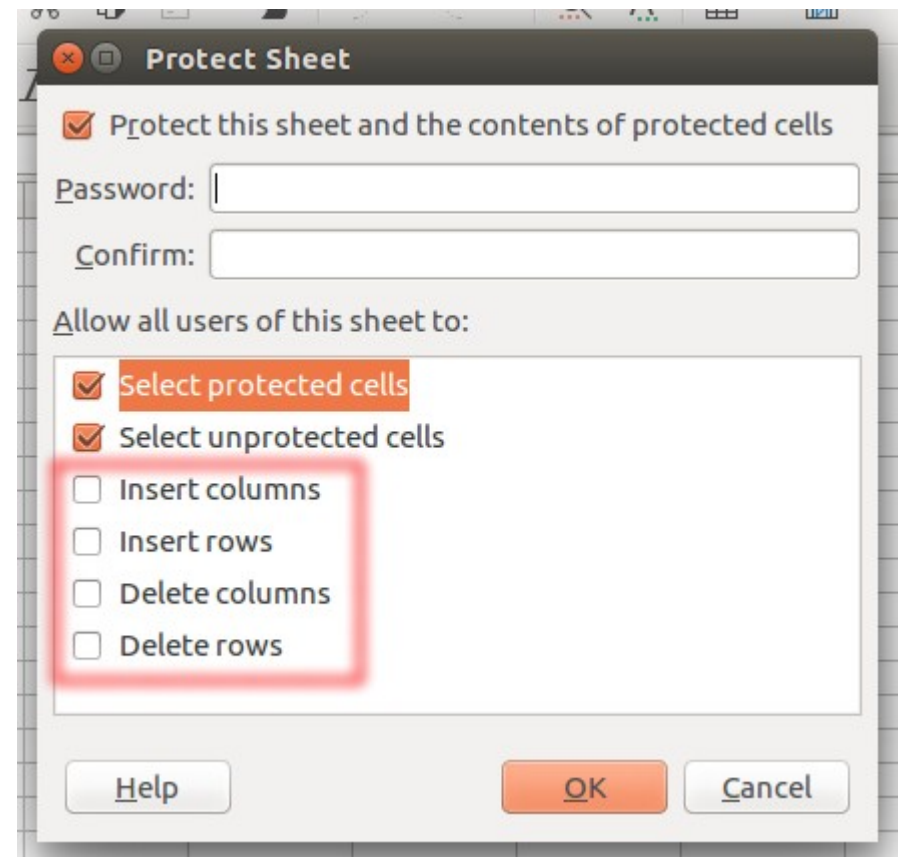 Protect Sheet
Protect this sheet and the contents of protected cells
Password:
Confirm:
Allow all users of this sheet to:
Select protected cells
Select unprotected cells
Insert columns
Insert rows
Delete columns
Delete rows
Help OK Cancel